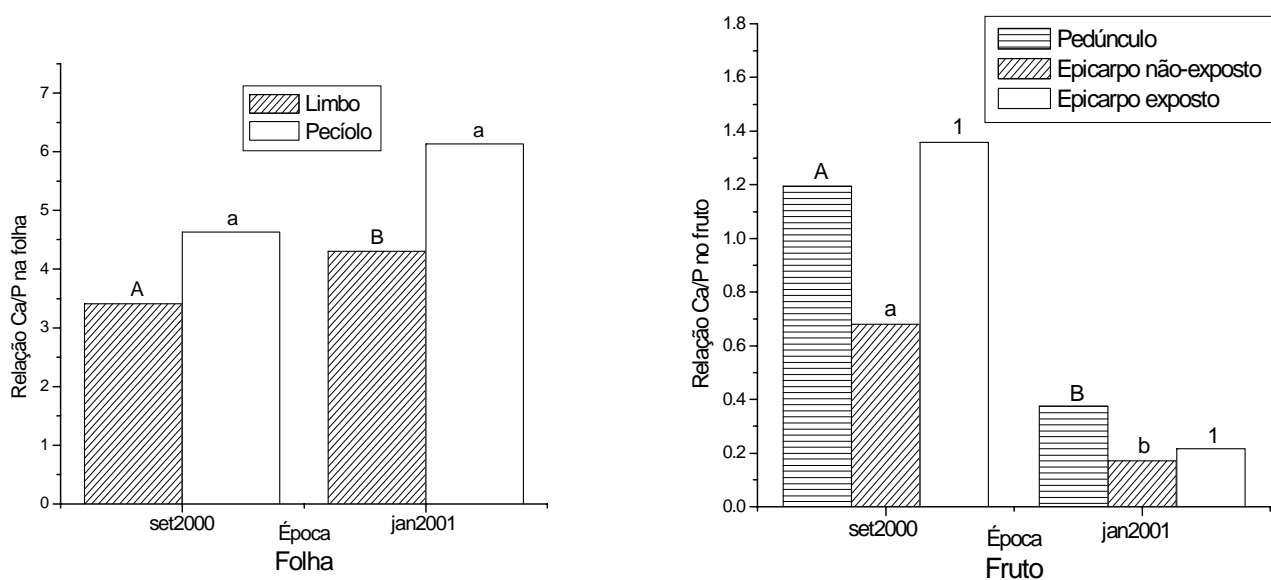 Relação Ca/P na folha
7
6
5
4
3
2
1
0
Limbo
Pecíolo
A
a
B
a
set2000
jan2001
Época
Folha
Relação Ca/P no fruto
1.8
1.6
1.4
1.2
1.0
0.8
0.6
0.4
0.2
0.0
Pedúnculo
Epicarpo não-exposto
Epicarpo exposto
A
a
1
B
b
1
set2000
jan2001
Época
Fruto